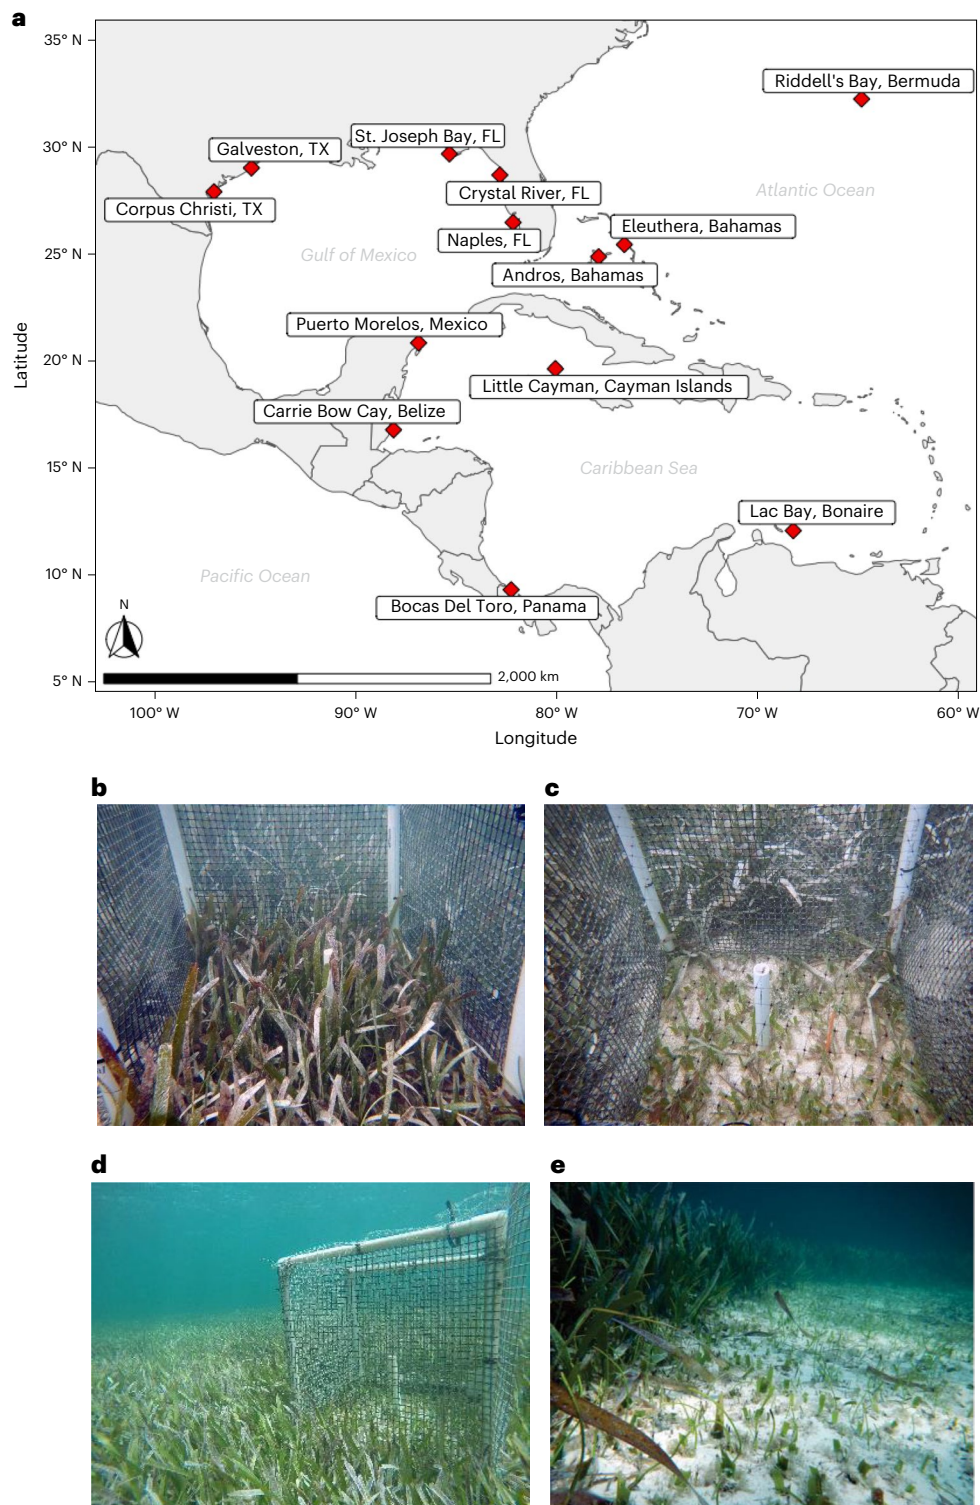 a
35° N
30° N
25° N
20° N
15° N
10° N
5° N
Latitude
Riddell's Bay, Bermuda
St. Joseph Bay, FL
Galveston, TX
Crystal River, FL
Atlantic Ocean
Corpus Christi, TX
Eleuthera, Bahamas
Naples, FL
Gulf of Mexico
Andros, Bahamas
Puerto Morelos, Mexico
Little Cayman, Cayman Islands
Carrie Bow Cay, Belize
Caribbean Sea
Lac Bay, Bonaire
Pacific Ocean
Bocas Del Toro, Panama
N
2,000 km
100° W
90° W
80° W
70° W
60° W
Longitude
b
c
d
e